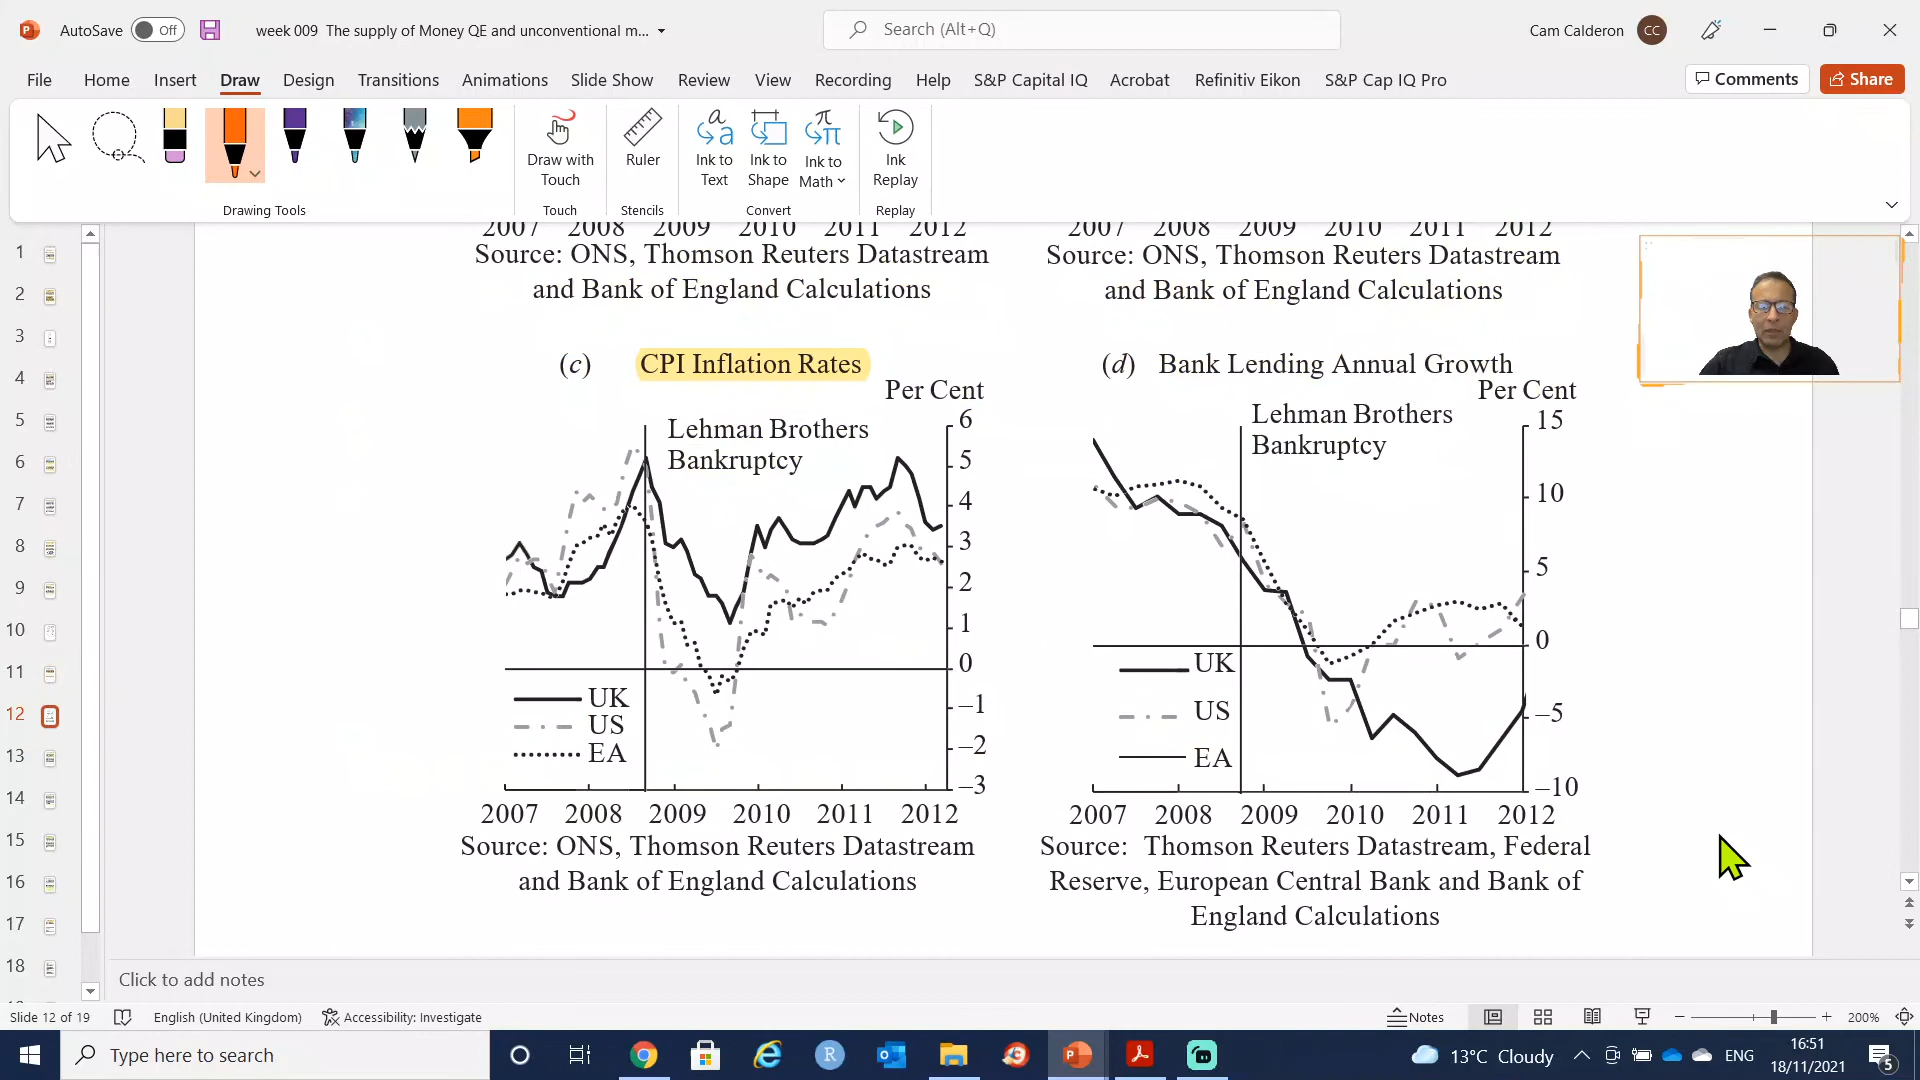 AutoSave Off week 009 The supply of Money QE and unconventional m... Search (Alt+Q) Cam Calderon CC
File Home Insert Draw Design Transitions Animations Slide Show Review View Recording Help S&P Capital IQ Acrobat Refinitiv Eikon S&P Cap IQ Pro Comments Share
Draw with Touch
Ruler
Ink to Text
Ink to Shape
Ink to Math
Ink Replay
Drawing Tools Touch Stencils Convert Replay
1
2
3
4
5
6
7
8
9
10
11
12
13
14
15
16
17
18
2007 2008 2009 2010 2011 2012
Source: ONS, Thomson Reuters Datastream
and Bank of England Calculations
2007 2008 2009 2010 2011 2012
Source: ONS, Thomson Reuters Datastream
and Bank of England Calculations
(c) CPI Inflation Rates
Per Cent
Lehman Brothers
Bankruptcy
6
5
4
3
2
1
0
–1
–2
–3
UK
US
EA
2007 2008 2009 2010 2011 2012
Source: ONS, Thomson Reuters Datastream
and Bank of England Calculations
(d) Bank Lending Annual Growth
Per Cent
Lehman Brothers
Bankruptcy
15
10
5
0
–5
–10
UK
US
EA
2007 2008 2009 2010 2011 2012
Source: Thomson Reuters Datastream, Federal
Reserve, European Central Bank and Bank of
England Calculations
Click to add notes
Slide 12 of 19 English (United Kingdom) Accessibility: Investigate Notes 200%
Type here to search 13°C Cloudy ENG 16:51
18/11/2021 5